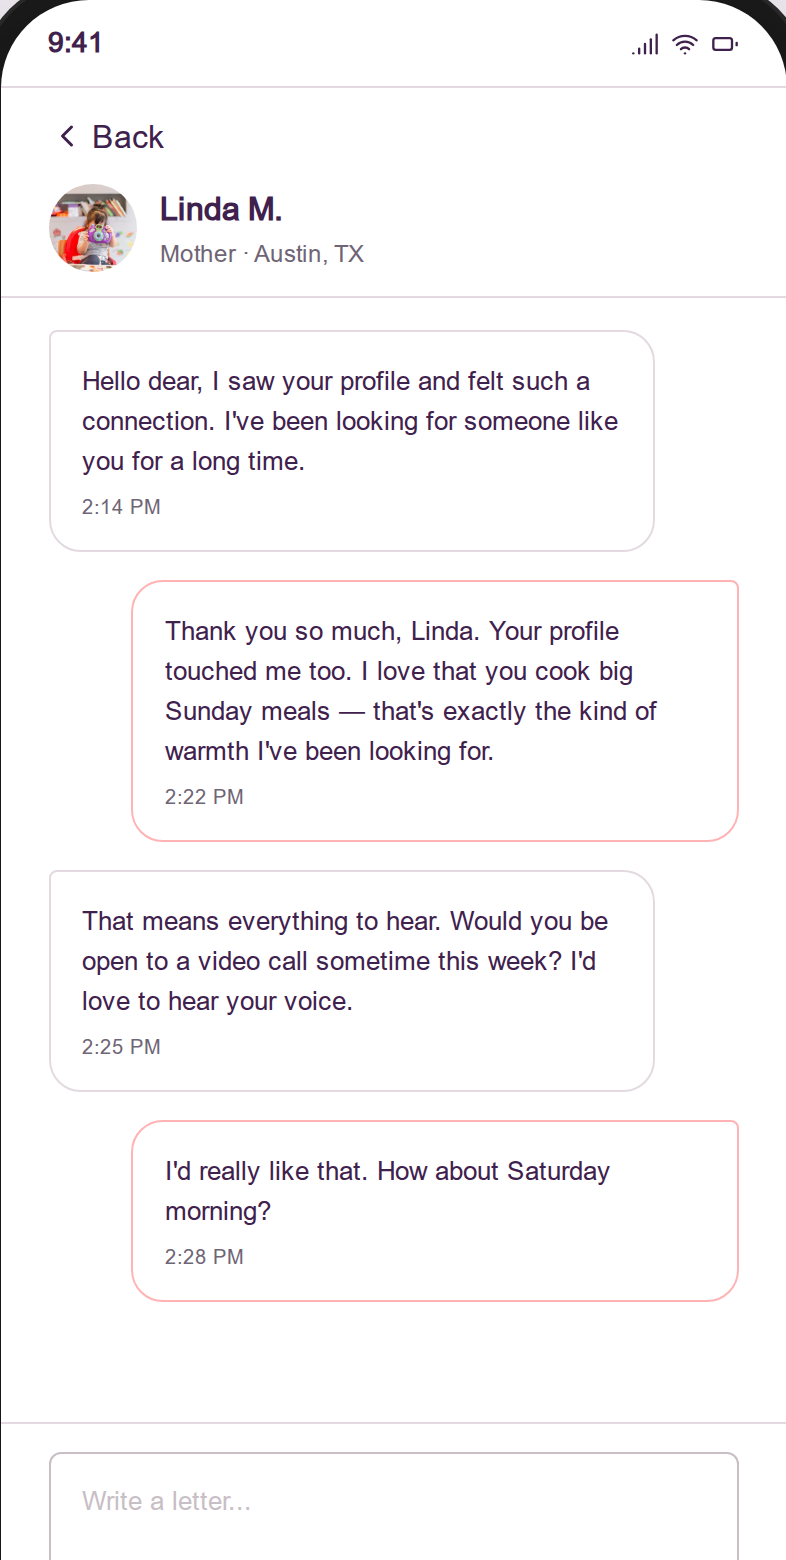 9:41
Back
Linda M.
Mother · Austin, TX
Hello dear, I saw your profile and felt such a
connection. I've been looking for someone like
you for a long time.
2:14 PM
Thank you so much, Linda. Your profile
touched me too. I love that you cook big
Sunday meals — that's exactly the kind of
warmth I've been looking for.
2:22 PM
That means everything to hear. Would you be
open to a video call sometime this week? I'd
love to hear your voice.
2:25 PM
I'd really like that. How about Saturday
morning?
2:28 PM
Write a letter...